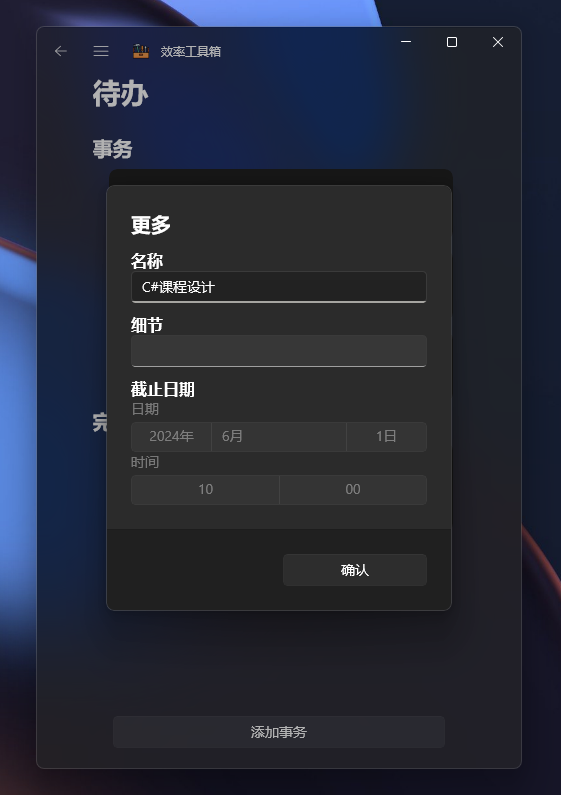 效率工具箱
待办
事务
更多
名称
C#课程设计
细节
截止日期
日期
2024年 6月 1日
时间
10 00
确认
添加事务